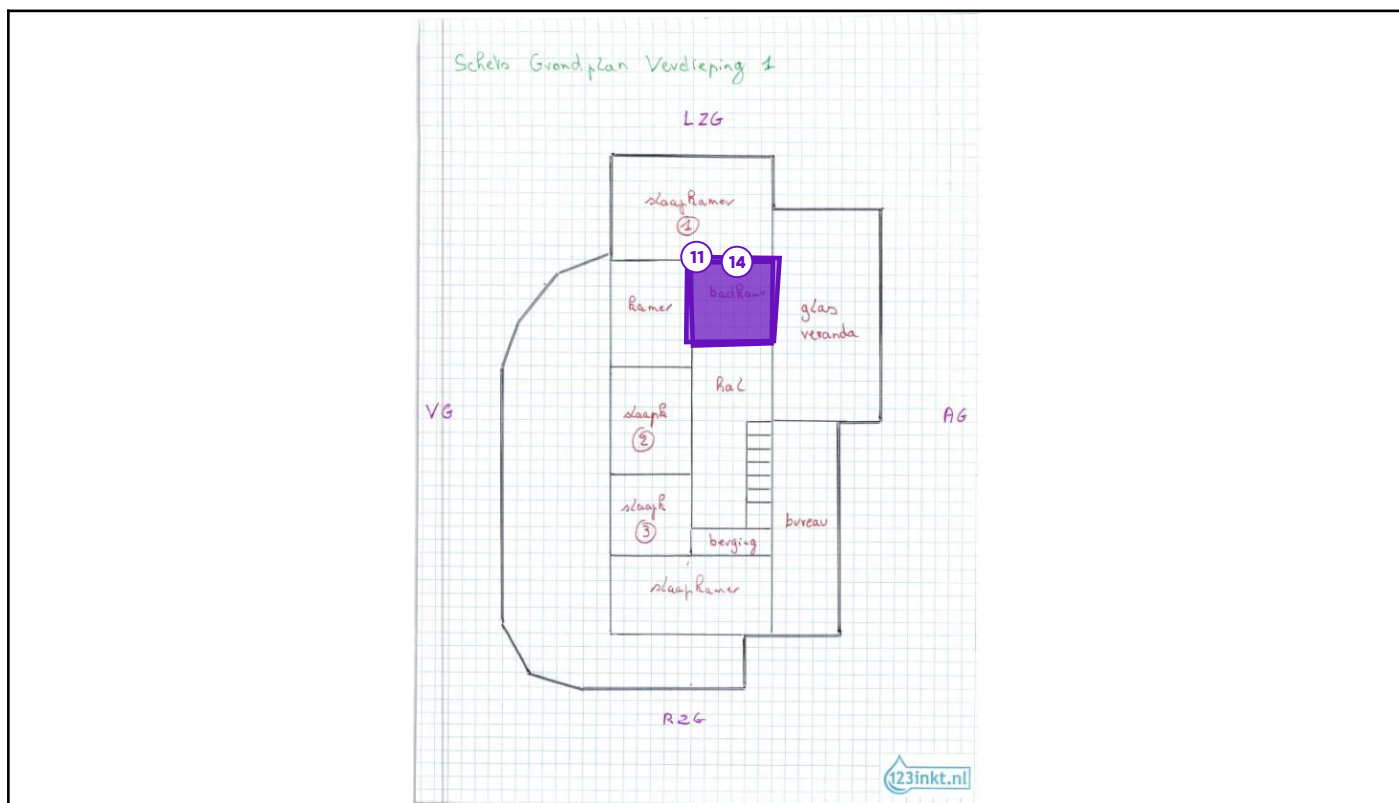 Schets Grondplan Verdieping 1
LZG
slaapkamer
1
11
14
badkamer
kamer
glas
veranda
hal
VG
AG
slaapk
2
slaapk
3
bureau
berging
slaapkamer
RZG
123inkt.nl